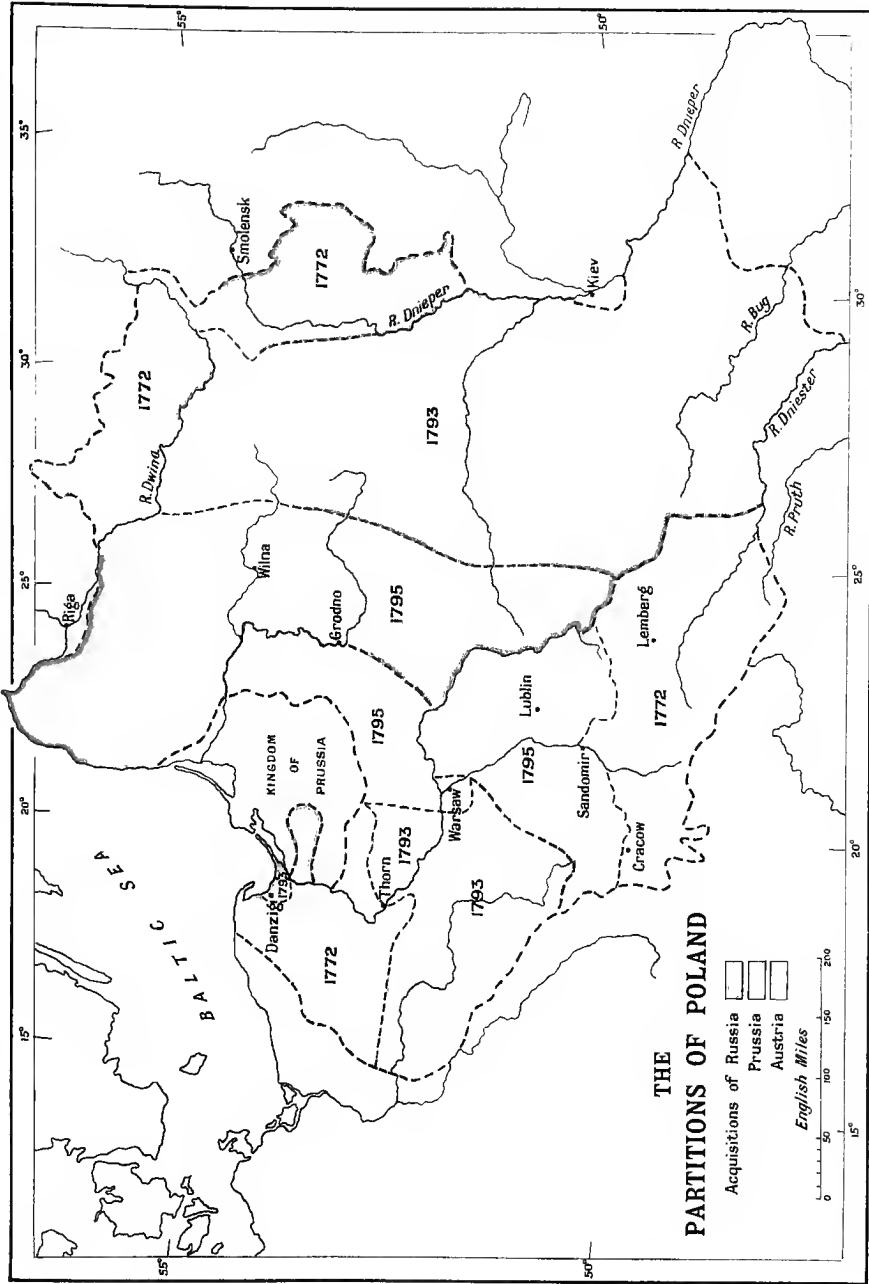 THE
PARTITIONS OF POLAND
Acquisitions of Russia
Prussia
Austria
English Miles
0 50 100 150 200
15°
20°
25°
30°
35°
55°
50°
55°
50°
15°
20°
25°
30°
BALTIC SEA
Riga
R. Dwina
1772
Smolensk
1772
R. Dnieper
Wilna
Grodno
1795
1793
KINGDOM
OF
PRUSSIA
1795
Danzig
1793
1772
Thorn
1793
Warsaw
1793
1795
Lublin
Sandomir
Cracow
Lemberg
1772
Kiev
R. Dnieper
R. Bug
R. Dniester
R. Pruth